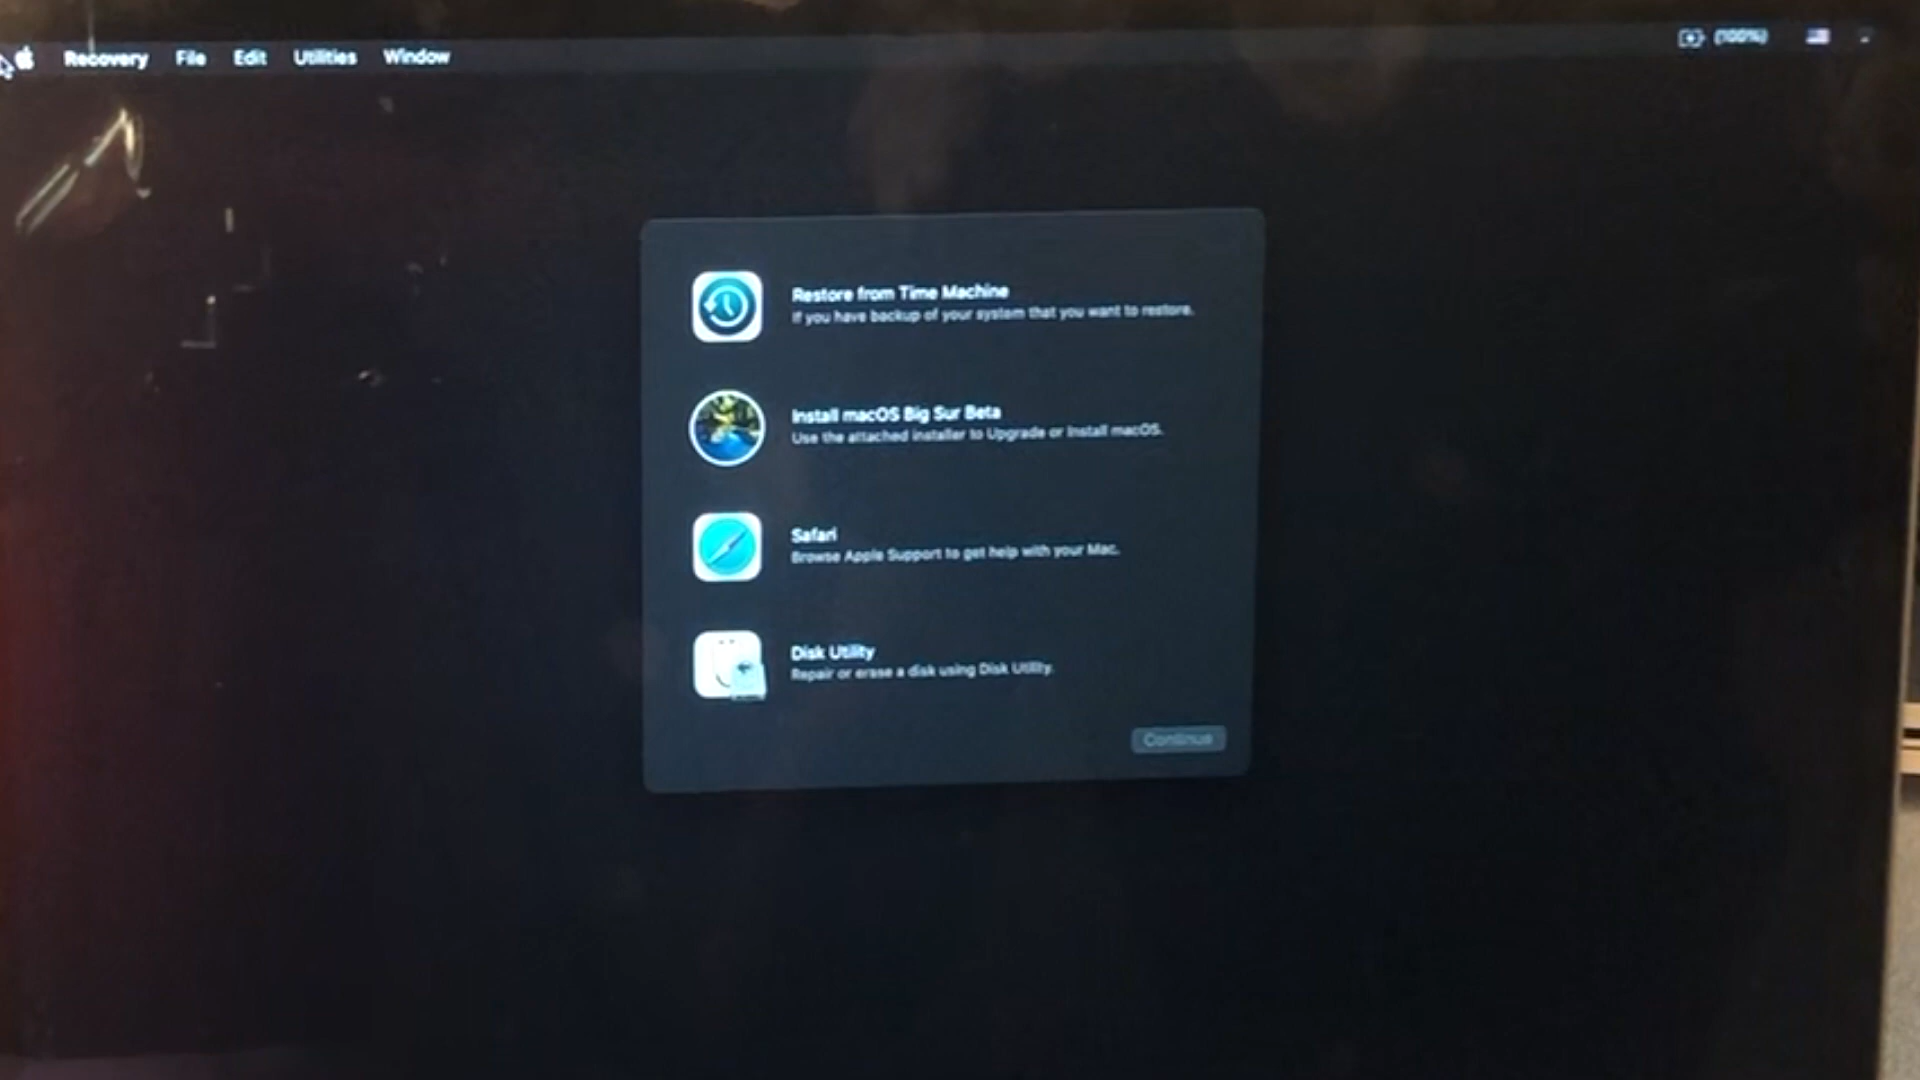 Recovery File Edit Utilities Window (100%)
Restore from Time Machine
If you have backup of your system that you want to restore.
Install macOS Big Sur Beta
Use the attached installer to Upgrade or Install macOS.
Safari
Browse Apple Support to get help with your Mac.
Disk Utility
Repair or erase a disk using Disk Utility.
Continue